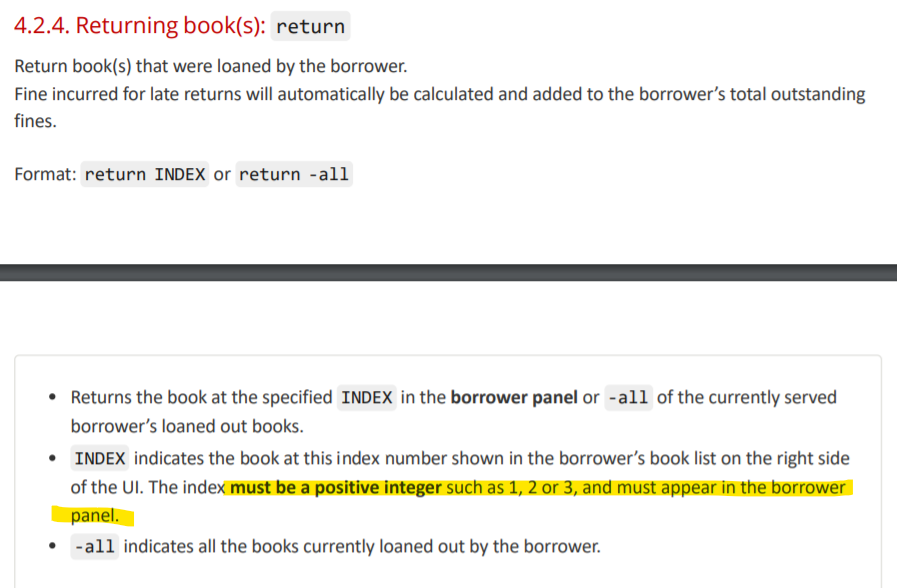 4.2.4. Returning book(s): return
Return book(s) that were loaned by the borrower.
Fine incurred for late returns will automatically be calculated and added to the borrower’s total outstanding
fines.
Format: return INDEX or return -all
• Returns the book at the specified INDEX in the borrower panel or -all of the currently served
borrower’s loaned out books.
• INDEX indicates the book at this index number shown in the borrower’s book list on the right side
of the UI. The index must be a positive integer such as 1, 2 or 3, and must appear in the borrower
panel.
• -all indicates all the books currently loaned out by the borrower.